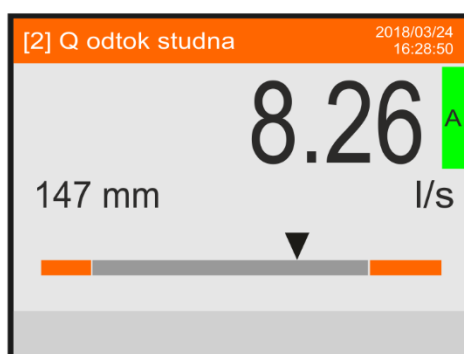 [2] Q odtok studna
2018/03/24
16:28:50
8.26
A
147 mm
l/s